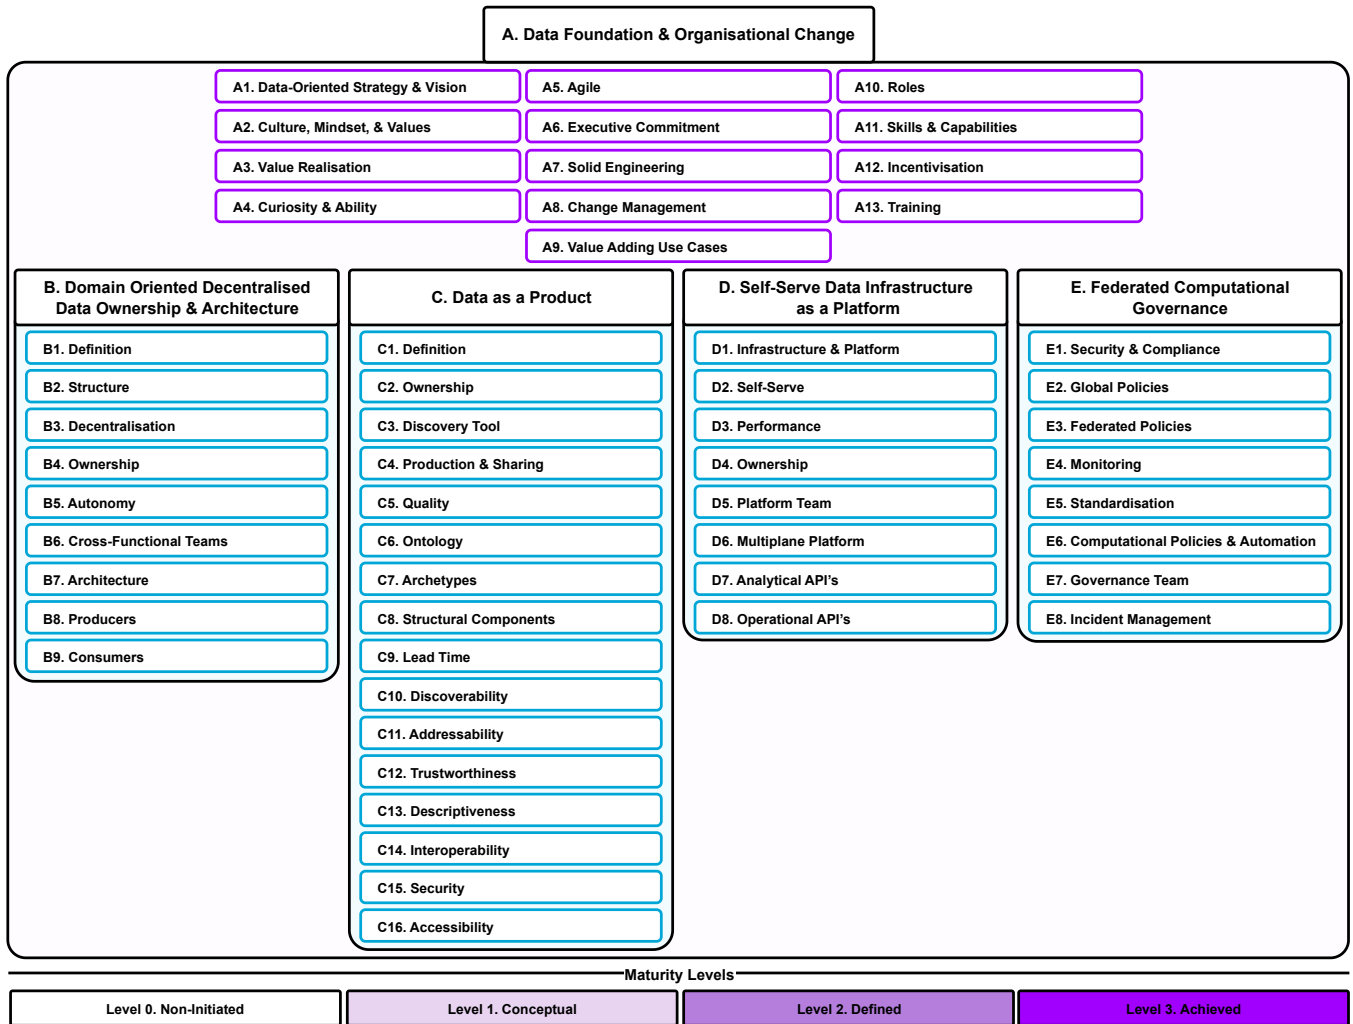 A. Data Foundation & Organisational Change
A1. Data-Oriented Strategy & Vision
A2. Culture, Mindset, & Values
A3. Value Realisation
A4. Curiosity & Ability
A5. Agile
A6. Executive Commitment
A7. Solid Engineering
A8. Change Management
A9. Value Adding Use Cases
A10. Roles
A11. Skills & Capabilities
A12. Incentivisation
A13. Training
B. Domain Oriented Decentralised
Data Ownership & Architecture
B1. Definition
B2. Structure
B3. Decentralisation
B4. Ownership
B5. Autonomy
B6. Cross-Functional Teams
B7. Architecture
B8. Producers
B9. Consumers
C. Data as a Product
C1. Definition
C2. Ownership
C3. Discovery Tool
C4. Production & Sharing
C5. Quality
C6. Ontology
C7. Archetypes
C8. Structural Components
C9. Lead Time
C10. Discoverability
C11. Addressability
C12. Trustworthiness
C13. Descriptiveness
C14. Interoperability
C15. Security
C16. Accessibility
D. Self-Serve Data Infrastructure
as a Platform
D1. Infrastructure & Platform
D2. Self-Serve
D3. Performance
D4. Ownership
D5. Platform Team
D6. Multiplane Platform
D7. Analytical API's
D8. Operational API's
E. Federated Computational
Governance
E1. Security & Compliance
E2. Global Policies
E3. Federated Policies
E4. Monitoring
E5. Standardisation
E6. Computational Policies & Automation
E7. Governance Team
E8. Incident Management
Maturity Levels
Level 0. Non-Initiated
Level 1. Conceptual
Level 2. Defined
Level 3. Achieved